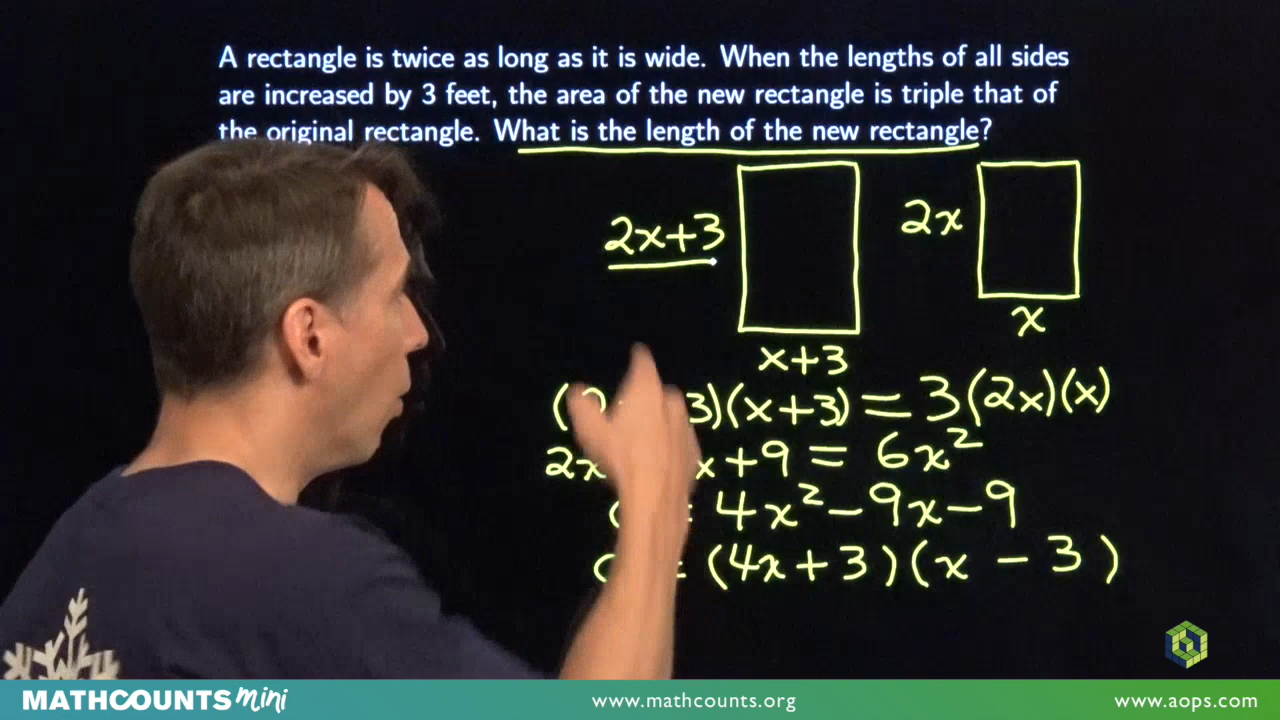 A rectangle is twice as long as it is wide. When the lengths of all sides
are increased by 3 feet, the area of the new rectangle is triple that of
the original rectangle. What is the length of the new rectangle?
2x+3
2x
x
x+3
3)(x+3) = 3(2x)(x)
2x x+9 = 6x²
= 4x²-9x-9
= (4x+3)(x-3)
MATHCOUNTS mini
www.mathcounts.org
www.aops.com